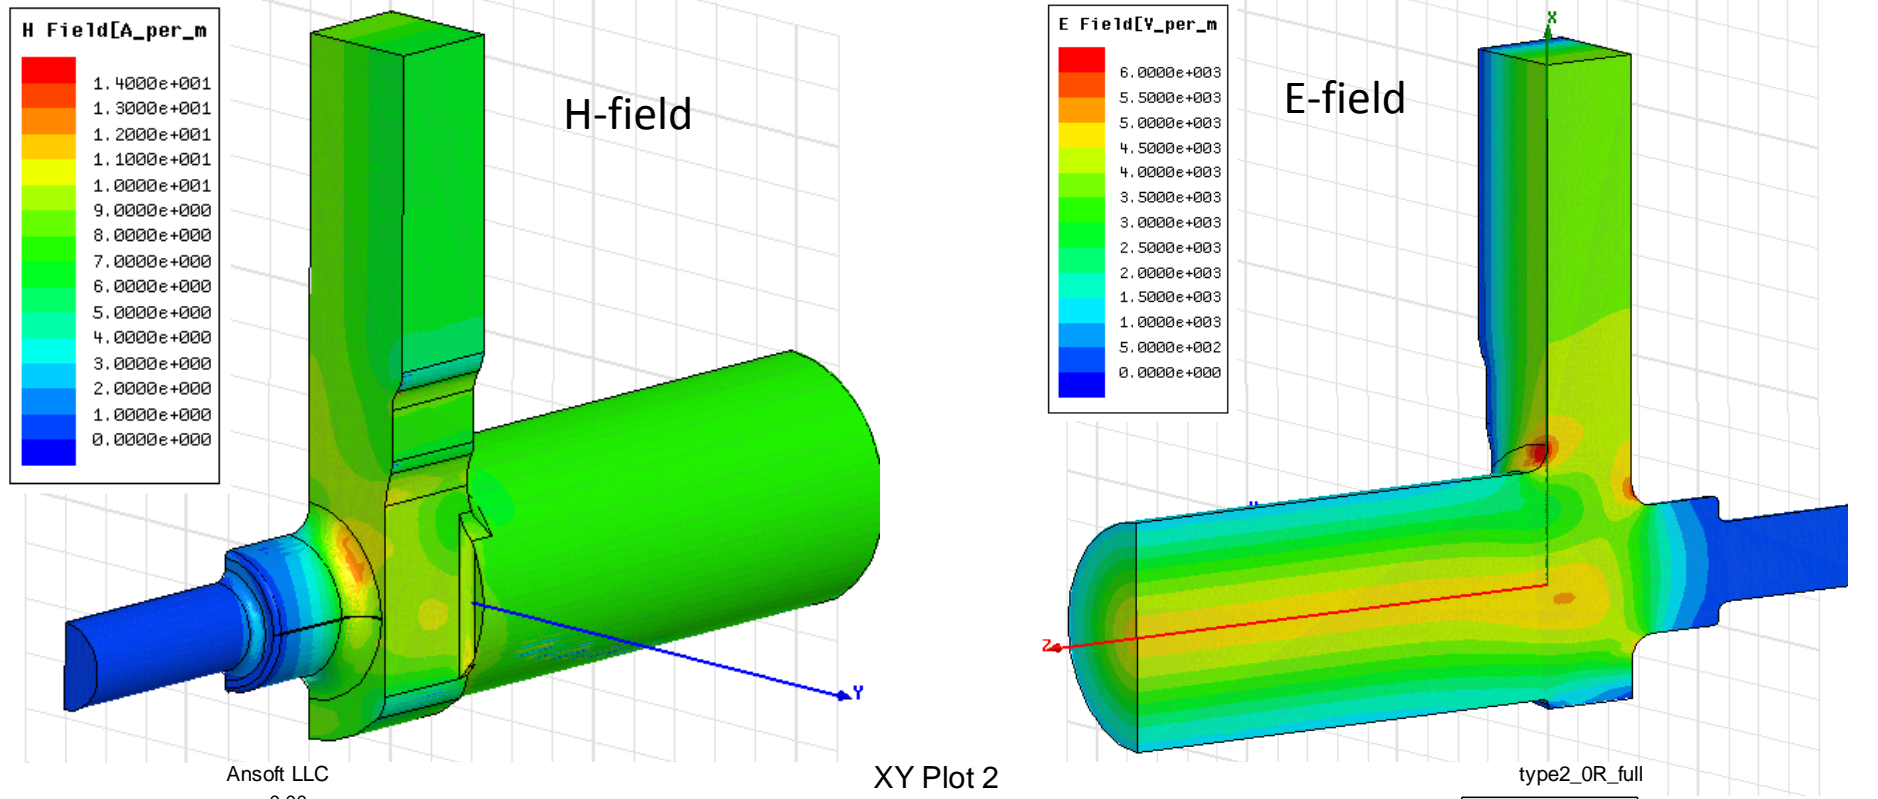 H Field[A_per_m
1.4000e+001
1.3000e+001
1.2000e+001
1.1000e+001
1.0000e+001
9.0000e+000
8.0000e+000
7.0000e+000
6.0000e+000
5.0000e+000
4.0000e+000
3.0000e+000
2.0000e+000
1.0000e+000
0.0000e+000
H-field
Y
E Field[V_per_m
6.0000e+003
5.5000e+003
5.0000e+003
4.5000e+003
4.0000e+003
3.5000e+003
3.0000e+003
2.5000e+003
2.0000e+003
1.5000e+003
1.0000e+003
5.0000e+002
0.0000e+000
E-field
X
Z
Ansoft LLC
XY Plot 2
type2_0R_full